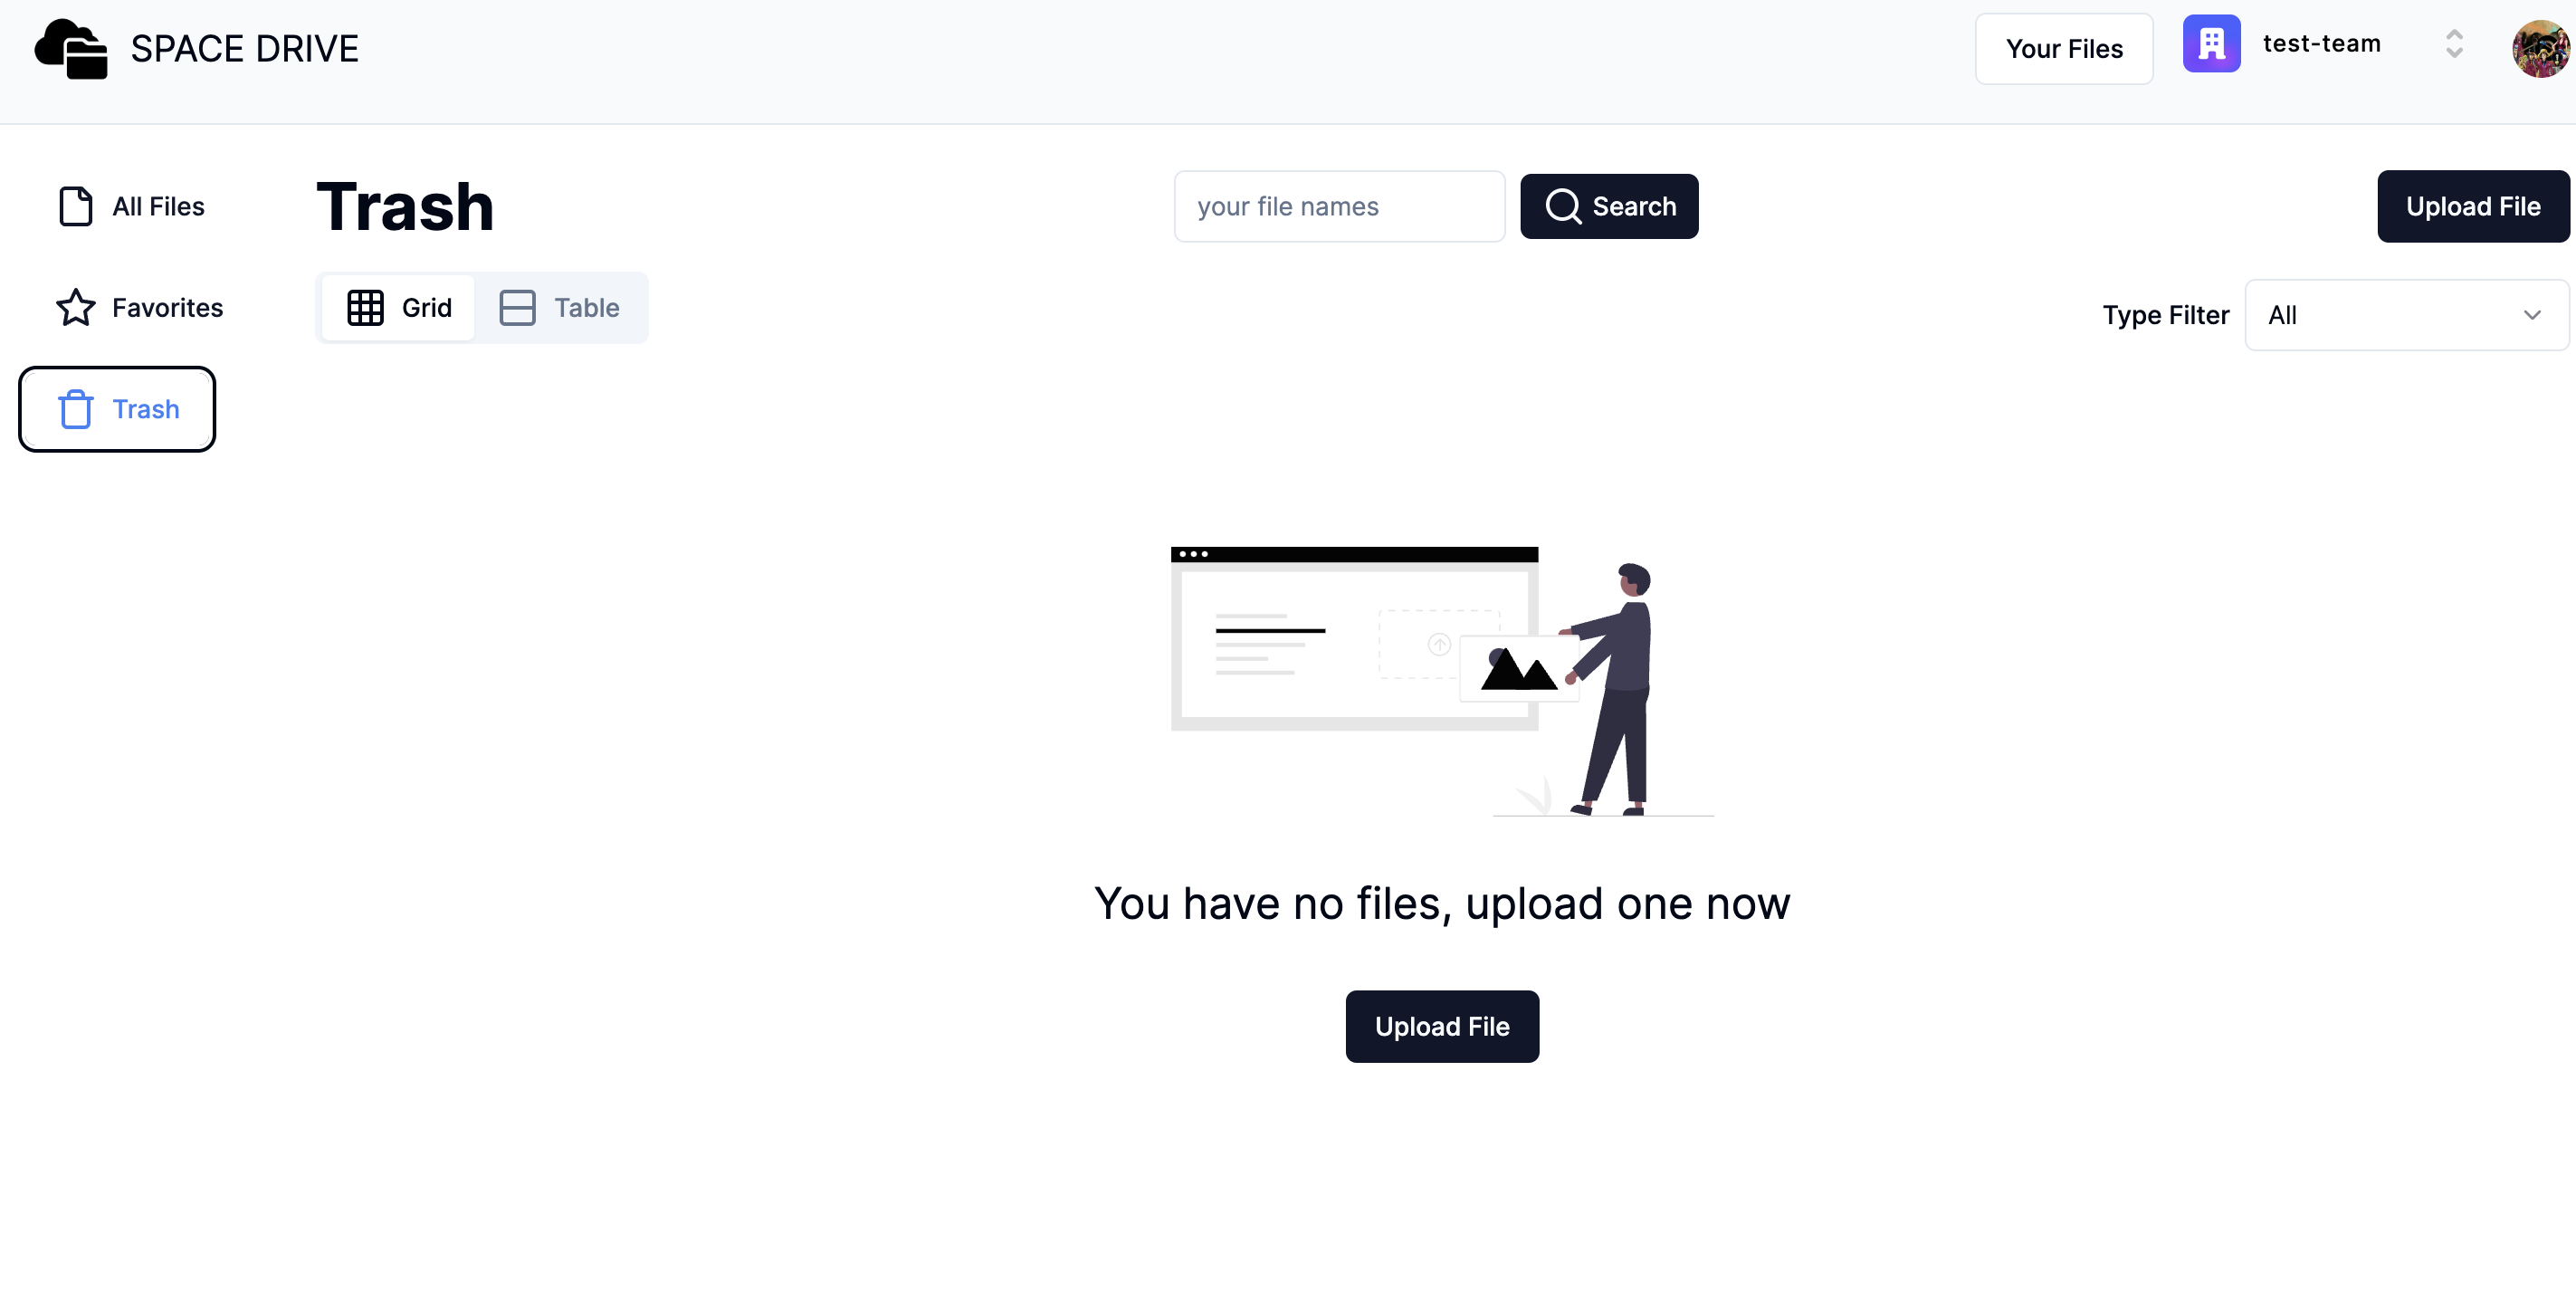 SPACE DRIVE
Your Files
test-team
All Files
Favorites
Trash
Trash
your file names
Search
Upload File
Grid
Table
Type Filter
All
You have no files, upload one now
Upload File